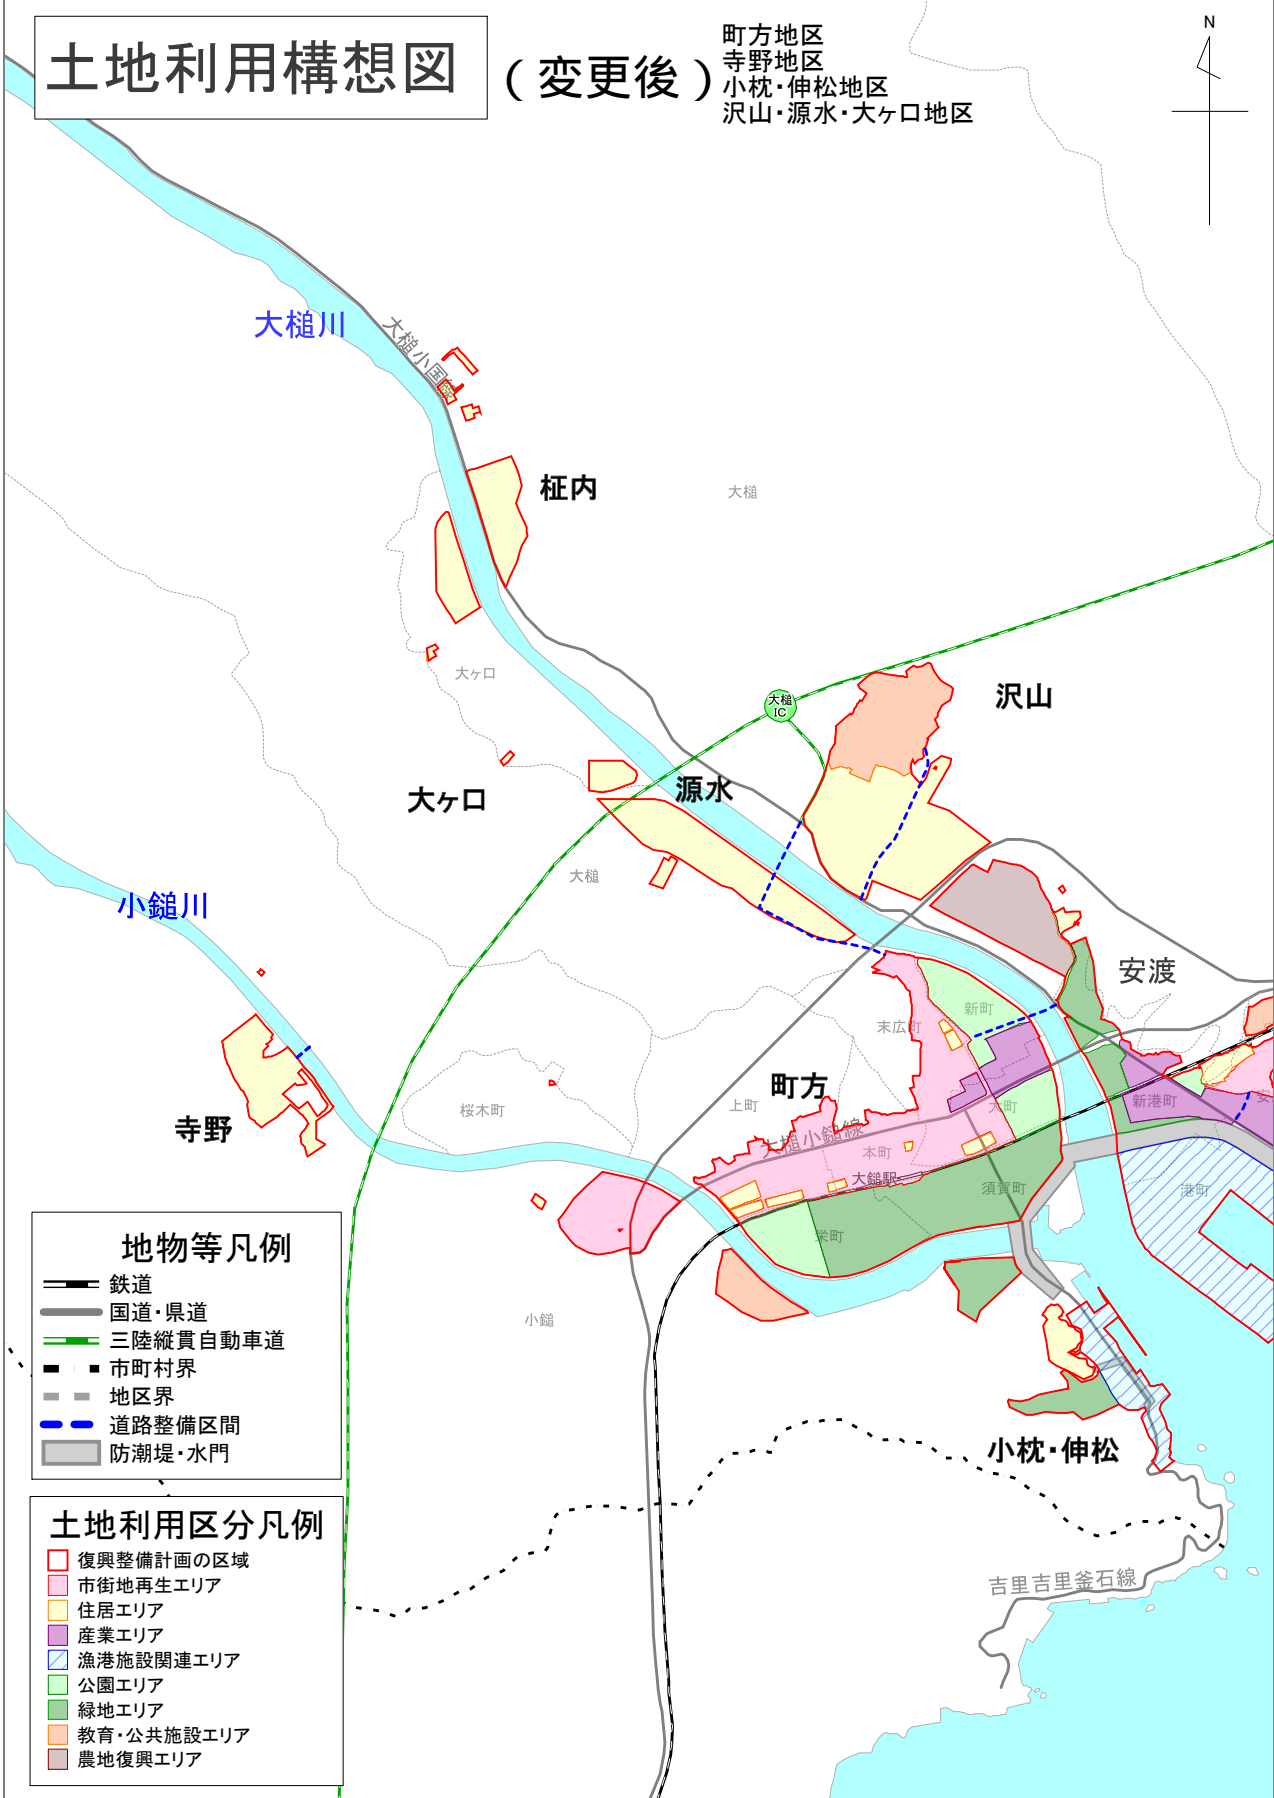 土地利用構想図
(変更後)
町方地区
寺野地区
小枕・伸松地区
沢山・源水・大ケ口地区
N
大槌川
大槌小国線
柾内
大槌
大ケ口
大槌
IC
沢山
大ケ口
源水
大槌
小鎚川
安渡
新町
末広町
町方
桜木町
上町
大町
新港町
寺野
大槌小鎚線
本町
大鎚駅
須賀町
港町
栄町
小鎚
小枕・伸松
吉里吉里釜石線
地物等凡例
鉄道
国道・県道
三陸縦貫自動車道
市町村界
地区界
道路整備区間
防潮堤・水門
土地利用区分凡例
復興整備計画の区域
市街地再生エリア
住居エリア
産業エリア
漁港施設関連エリア
公園エリア
緑地エリア
教育・公共施設エリア
農地復興エリア